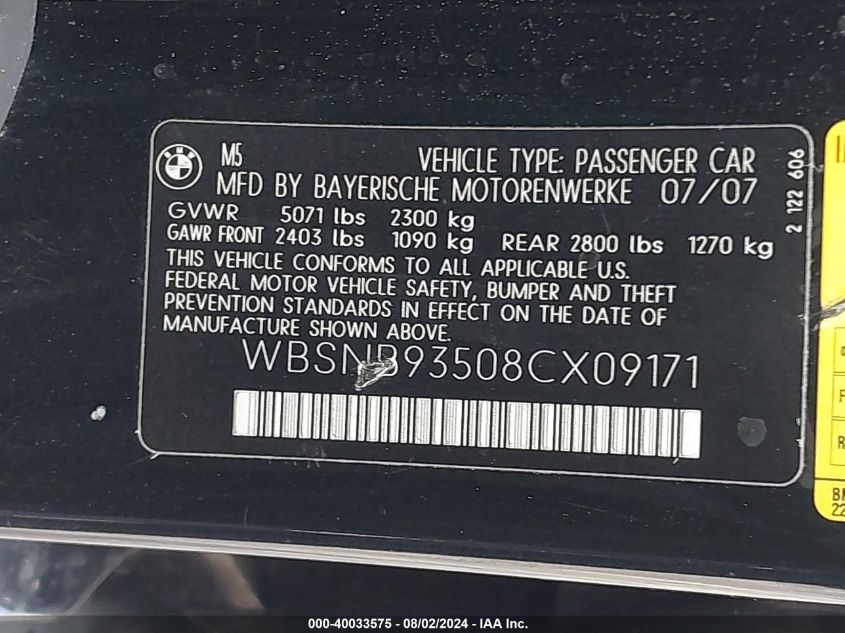 M5 VEHICLE TYPE: PASSENGER CAR
MFD BY BAYERISCHE MOTORENWERKE 07/07
GVWR 5071 lbs 2300 kg
GAWR FRONT 2403 lbs 1090 kg REAR 2800 lbs 1270 kg
THIS VEHICLE CONFORMS TO ALL APPLICABLE U.S.
FEDERAL MOTOR VEHICLE SAFETY, BUMPER AND THEFT
PREVENTION STANDARDS IN EFFECT ON THE DATE OF
MANUFACTURE SHOWN ABOVE.
WBSNB93508CX09171
2 122 606
F
R
BM
22
000-40033575 - 08/02/2024 - IAA Inc.